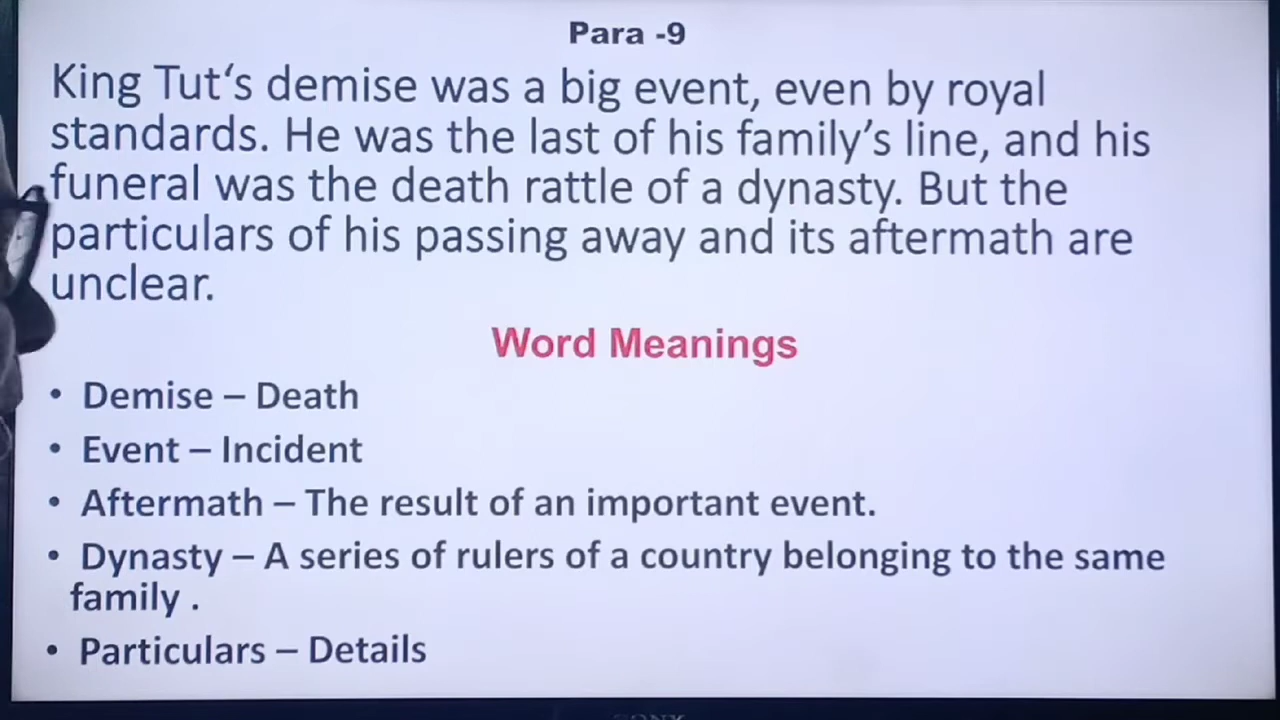 Para -9
King Tut‘s demise was a big event, even by royal
standards. He was the last of his family’s line, and his
funeral was the death rattle of a dynasty. But the
particulars of his passing away and its aftermath are
unclear.
Word Meanings
• Demise – Death
• Event – Incident
• Aftermath – The result of an important event.
• Dynasty – A series of rulers of a country belonging to the same
family .
• Particulars – Details